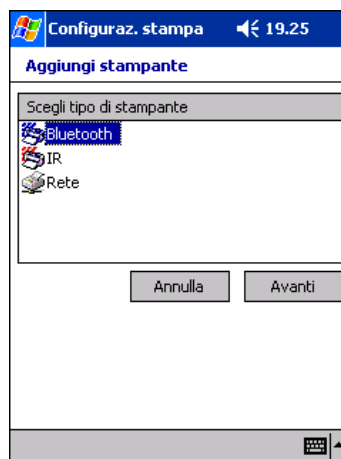 Configuraz. stampa 19.25
Aggiungi stampante
Scegli tipo di stampante
Bluetooth
IR
Rete
Annulla Avanti